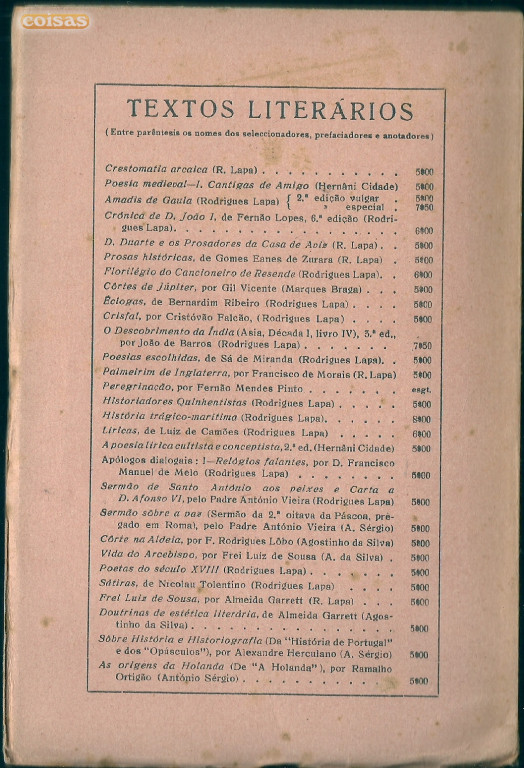 coisas
TEXTOS LITERÁRIOS
(Entre parêntesis os nomes dos seleccionadores, prefaciadores e anotadores)
Crestomatia arcaica (R. Lapa) . . . . . . . . . . . 5$00
Poesia medieval—I. Cantigas de Amigo (Hernâni Cidade) 5$00
Amadis de Gaula (Rodrigues Lapa) { 2.ª edição vulgar . 5$00
» especial . 7$50
Crónica de D. João I, de Fernão Lopes, 6.ª edição (Rodri-
gues Lapa). . . . . . . . . . . . . . . . . 6$00
D. Duarte e os Prosadores da Casa de Aviz (R. Lapa) . . 5$00
Prosas históricas, de Gomes Eanes de Zurara (R. Lapa) . 5$00
Florilégio do Cancioneiro de Resende (Rodrigues Lapa). . 6$00
Côrtes de Júpiter, por Gil Vicente (Marques Braga) . . . 5$00
Éclogas, de Bernardim Ribeiro (Rodrigues Lapa) . . . . 5$00
Crisfal, por Cristóvão Falcão, (Rodrigues Lapa) . . . . 5$00
O Descobrimento da Índia (Ásia, Década I, livro IV), 3.ª ed.,
por João de Barros (Rodrigues Lapa) . . . . . . . 7$50
Poesias escolhidas, de Sá de Miranda (Rodrigues Lapa). . 5$00
Palmeirim de Inglaterra, por Francisco de Morais (R. Lapa) 5$00
Peregrinação, por Fernão Mendes Pinto . . . . . . . esgt.
Historiadores Quinhentistas (Rodrigues Lapa) . . . . . 5$00
História trágico-marítima (Rodrigues Lapa). . . . . . 8$00
Líricas, de Luiz de Camões (Rodrigues Lapa) . . . . . 6$00
A poesia lírica cultista e conceptista, 2.ª ed. (Hernâni Cidade) 5$00
Apólogos dialogais : I—Relógios falantes, por D. Francisco
Manuel de Melo (Rodrigues Lapa) . . . . . . . . 5$00
Sermão de Santo António aos peixes e Carta a
D. Afonso VI, pelo Padre António Vieira (Rodrigues Lapa) 5$00
Sermão sôbre a paz (Sermão da 2.ª oitava da Páscoa, pre-
gado em Roma), pelo Padre António Vieira (A. Sérgio) 5$00
Côrte na Aldeia, por F. Rodrigues Lôbo (Agostinho da Silva) 5$00
Vida do Arcebispo, por Frei Luiz de Sousa (A. da Silva) . 5$00
Poetas do século XVIII (Rodrigues Lapa) . . . . . . . 5$00
Sátiras, de Nicolau Tolentino (Rodrigues Lapa) . . . . 5$00
Frei Luiz de Sousa, por Almeida Garrett (R. Lapa) . . . . 5$00
Doutrinas de estética literária, de Almeida Garrett (Agos-
tinho da Silva) . . . . . . . . . . . . . . . 5$00
Sôbre História e Historiografia (Da "História de Portugal"
e dos "Opúsculos"), por Alexandre Herculano (A. Sérgio) 5$00
As origens da Holanda (De "A Holanda"), por Ramalho
Ortigão (António Sérgio) . . . . . . . . . . . 5$00